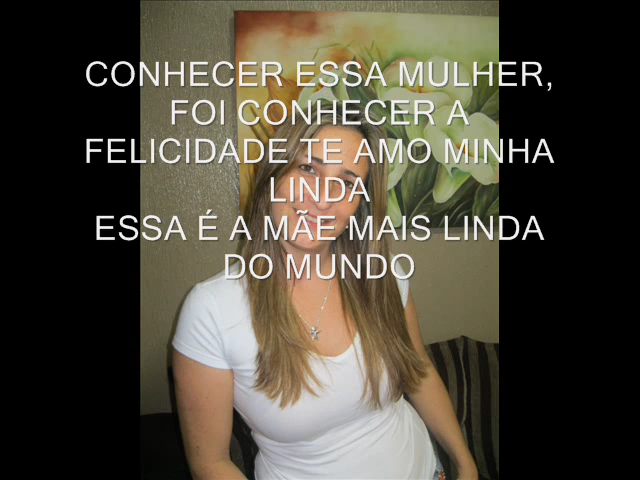 CONHECER ESSA MULHER,
FOI CONHECER A
FELICIDADE TE AMO MINHA
LINDA
ESSA É A MÃE MAIS LINDA
DO MUNDO